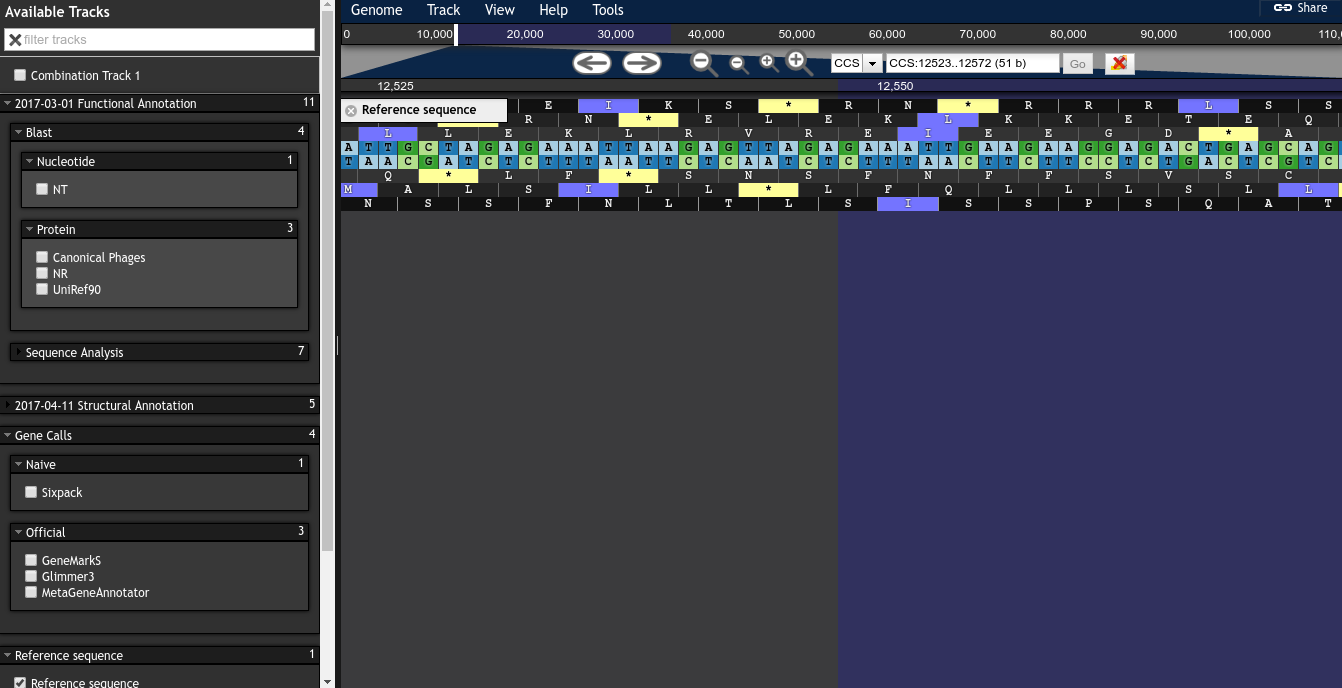 Available Tracks
filter tracks
Combination Track 1
2017-03-01 Functional Annotation 11
Blast 4
Nucleotide 1
NT
Protein 3
Canonical Phages
NR
UniRef90
Sequence Analysis 7
2017-04-11 Structural Annotation 5
Gene Calls 4
Naive 1
Sixpack
Official 3
GeneMarkS
Glimmer3
MetaGeneAnnotator
Reference sequence 1
Reference sequence
Genome Track View Help Tools Share
0 10,000 20,000 30,000 40,000 50,000 60,000 70,000 80,000 90,000 100,000 110,0
CCS CCS:12523..12572 (51 b) Go
12,525 12,550
Reference sequence
E I K S * R N * R R R L S S
R N * E L E K L K K E T E Q
L L E K L R V R E I E E G D * A
A T T G C T A G A G A A A T T A A G A G T T A G A G A A A T T G A A G A A G G A G A C T G A G C A G
T A A C G A T C T C T T T A A T T C T C A A T C T C T T T A A C T T C T T C C T C T G A C T C G T C
Q * L F * S N S F N F F S V S C
M A L S I L L * L F Q L L L S L L
N S S F N L T L S I S S P S Q A T